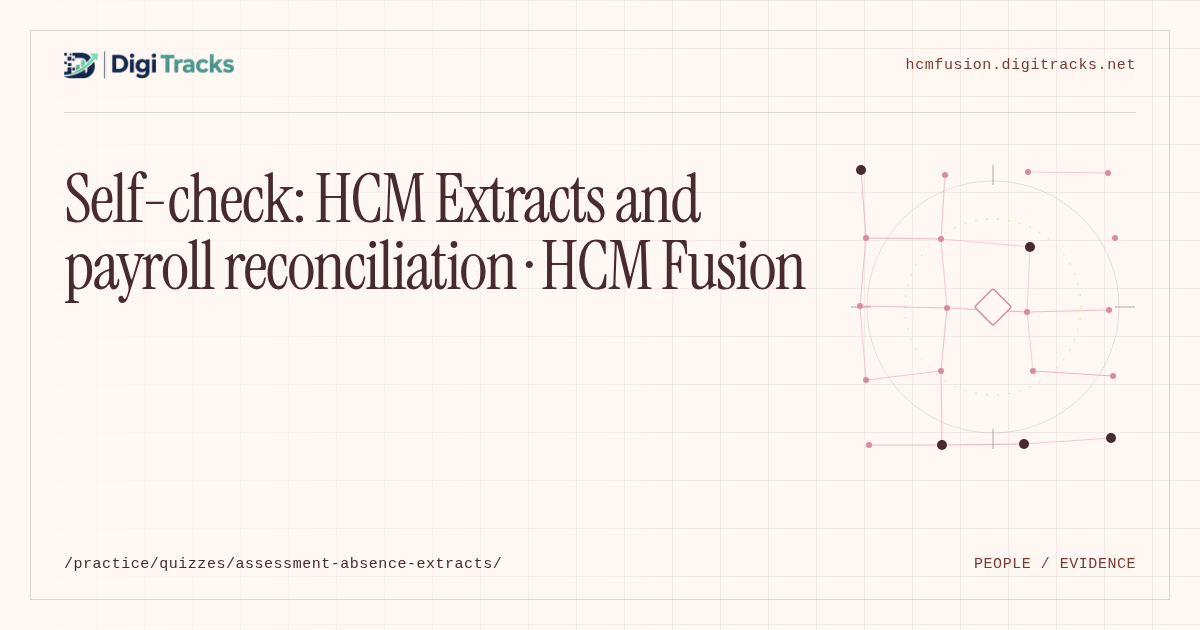 Digi Tracks
hcmfusion.digitracks.net
Self-check: HCM Extracts and
payroll reconciliation · HCM Fusion
/practice/quizzes/assessment-absence-extracts/
PEOPLE / EVIDENCE